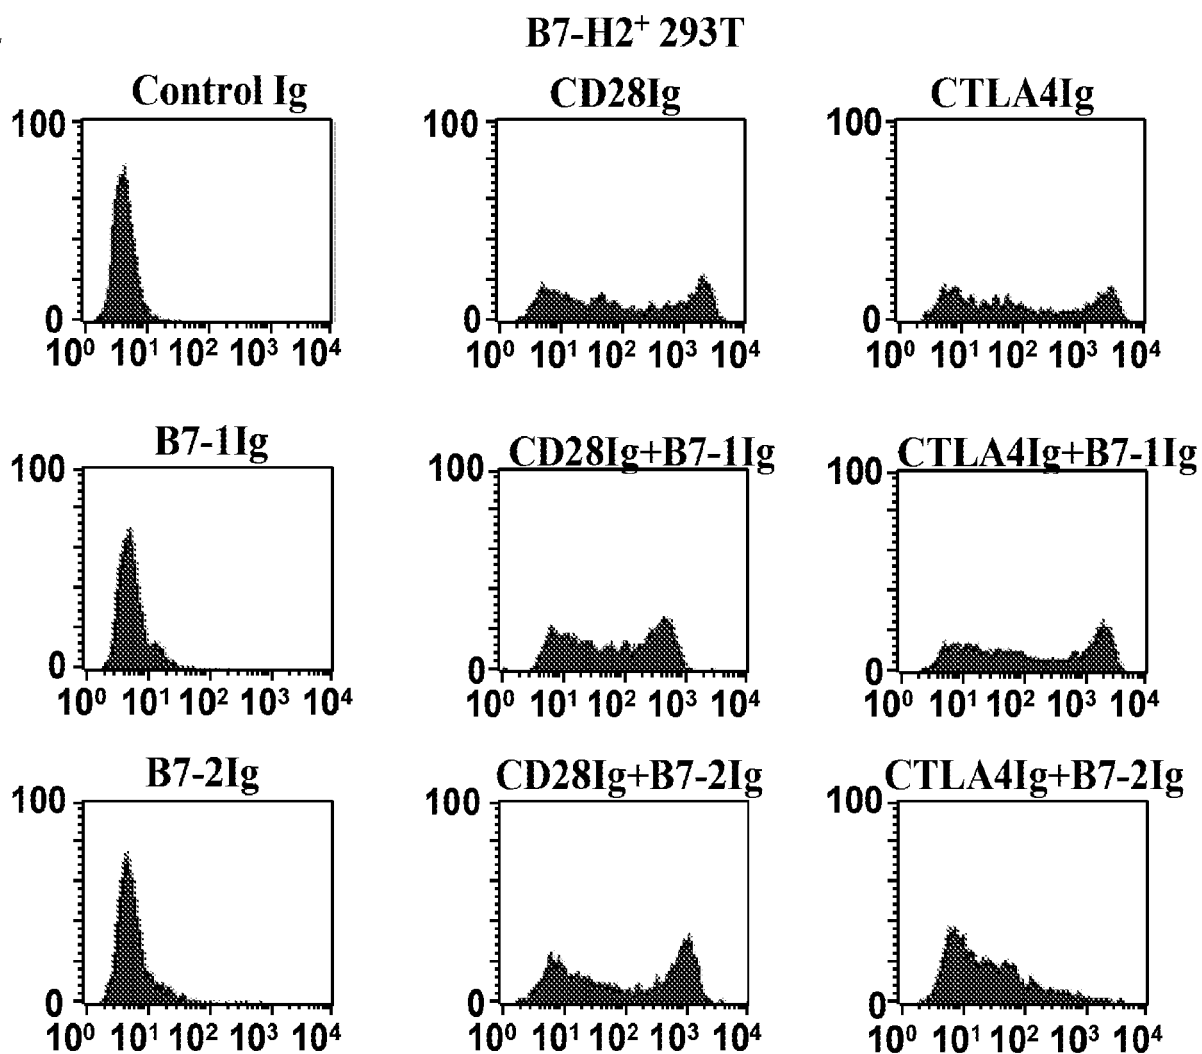 B7-H2⁺ 293T
Control Ig CD28Ig CTLA4Ig
100 100 100
0 0 0
10⁰ 10¹ 10² 10³ 10⁴ 10⁰ 10¹ 10² 10³ 10⁴ 10⁰ 10¹ 10² 10³ 10⁴
B7-1Ig CD28Ig+B7-1Ig CTLA4Ig+B7-1Ig
100 100 100
0 0 0
10⁰ 10¹ 10² 10³ 10⁴ 10⁰ 10¹ 10² 10³ 10⁴ 10⁰ 10¹ 10² 10³ 10⁴
B7-2Ig CD28Ig+B7-2Ig CTLA4Ig+B7-2Ig
100 100 100
0 0 0
10⁰ 10¹ 10² 10³ 10⁴ 10⁰ 10¹ 10² 10³ 10⁴ 10⁰ 10¹ 10² 10³ 10⁴